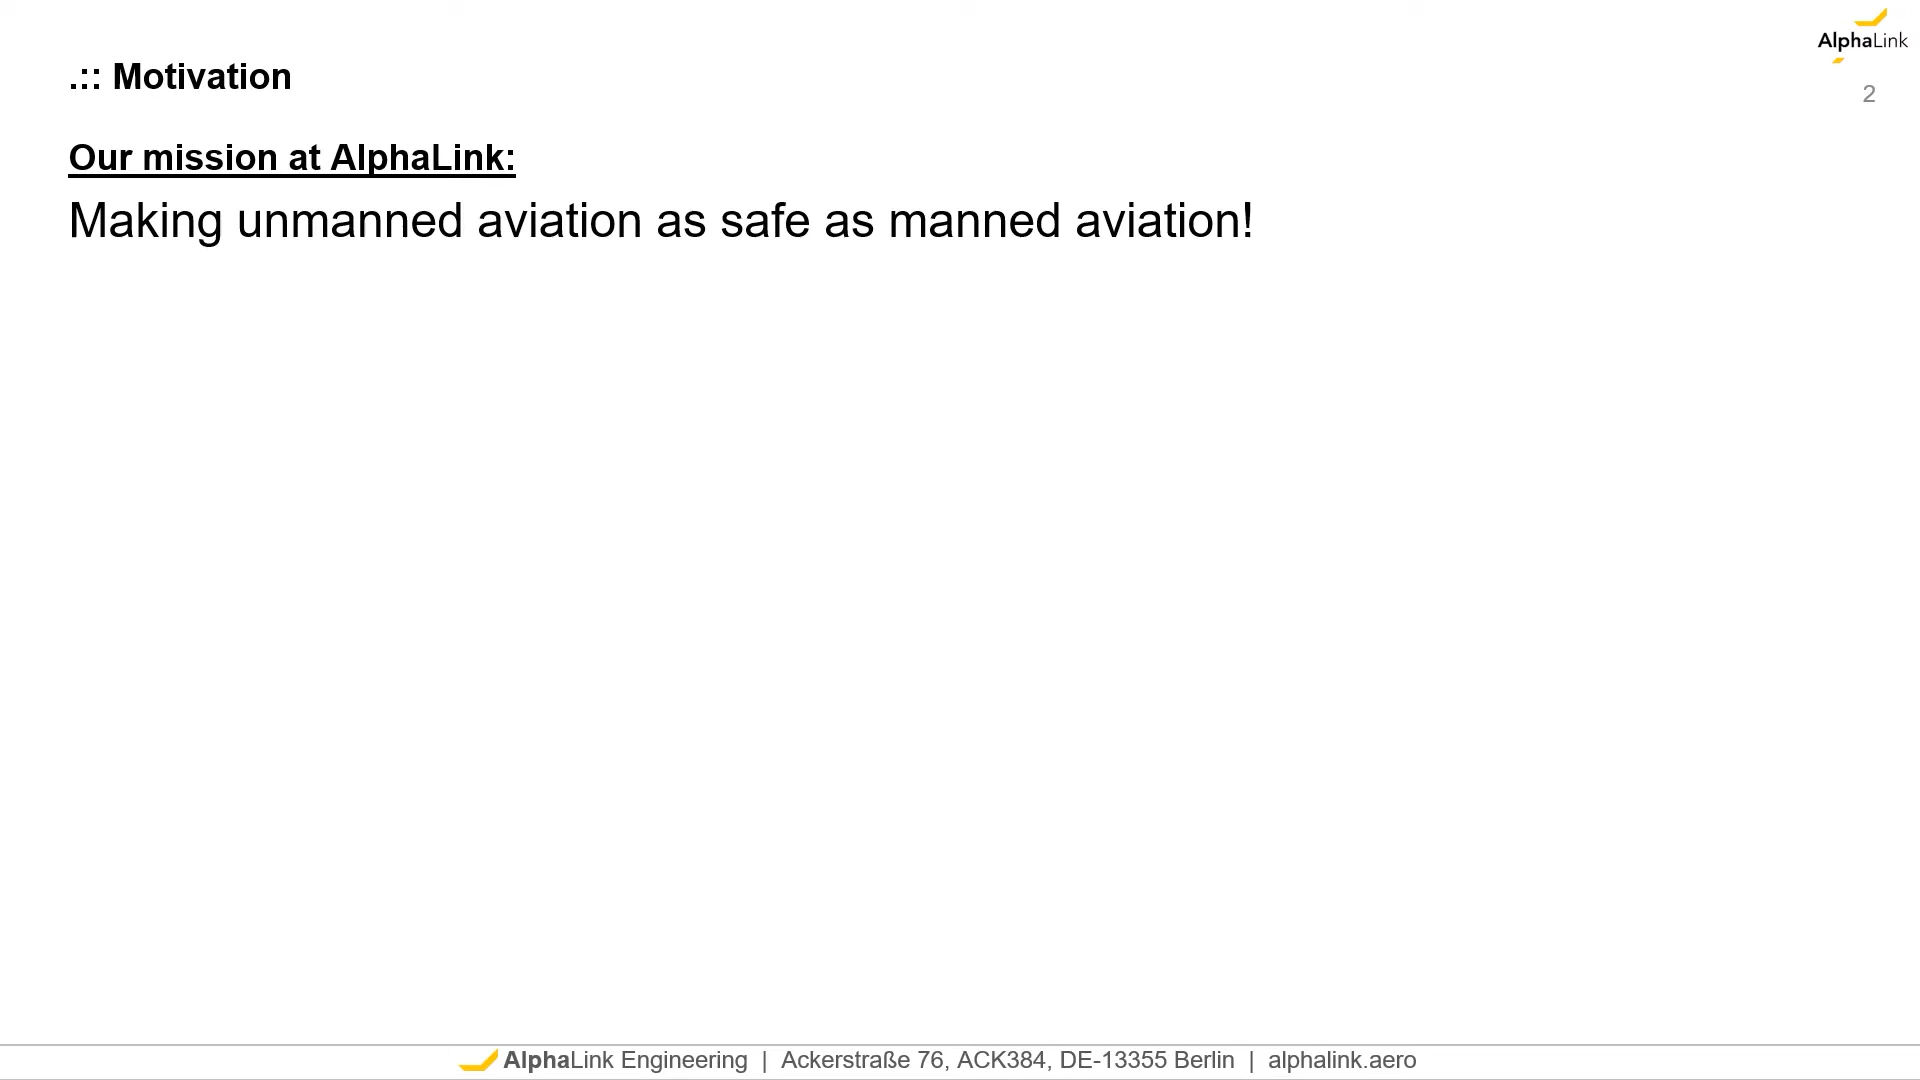 AlphaLink
.:: Motivation
2
Our mission at AlphaLink:
Making unmanned aviation as safe as manned aviation!
AlphaLink Engineering | Ackerstraße 76, ACK384, DE-13355 Berlin | alphalink.aero